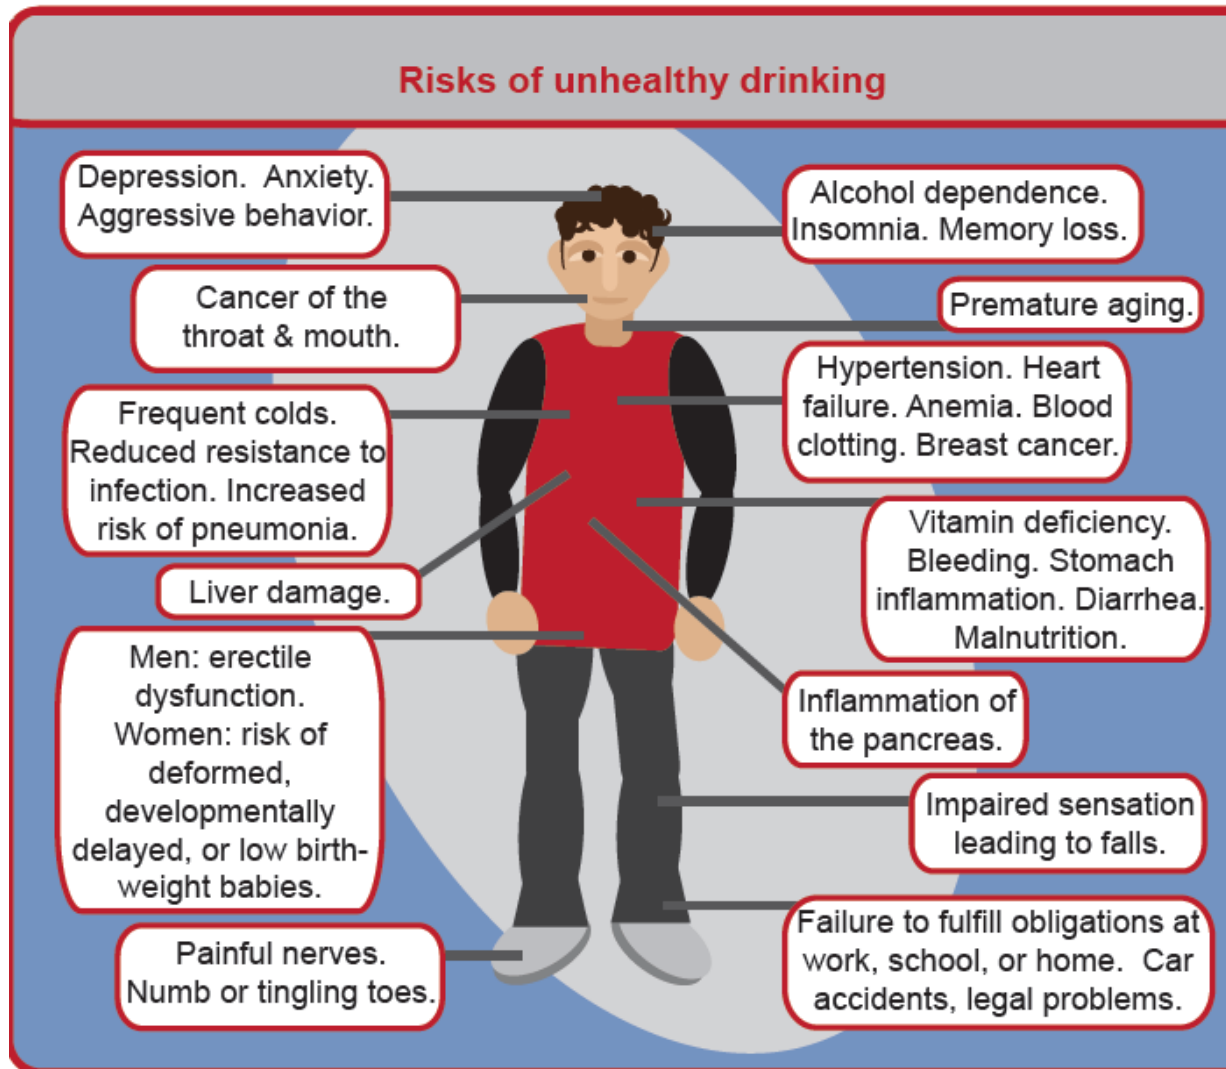 Risks of unhealthy drinking
Depression.  Anxiety.
Aggressive behavior.
Alcohol dependence.
Insomnia. Memory loss.
Cancer of the
throat & mouth.
Premature aging.
Frequent colds.
Reduced resistance to
infection. Increased
risk of pneumonia.
Hypertension. Heart
failure. Anemia. Blood
clotting. Breast cancer.
Liver damage.
Vitamin deficiency.
Bleeding. Stomach
inflammation. Diarrhea.
Malnutrition.
Men: erectile
dysfunction.
Women: risk of
deformed,
developmentally
delayed, or low birth-
weight babies.
Inflammation of
the pancreas.
Impaired sensation
leading to falls.
Painful nerves.
Numb or tingling toes.
Failure to fulfill obligations at
work, school, or home.  Car
accidents, legal problems.